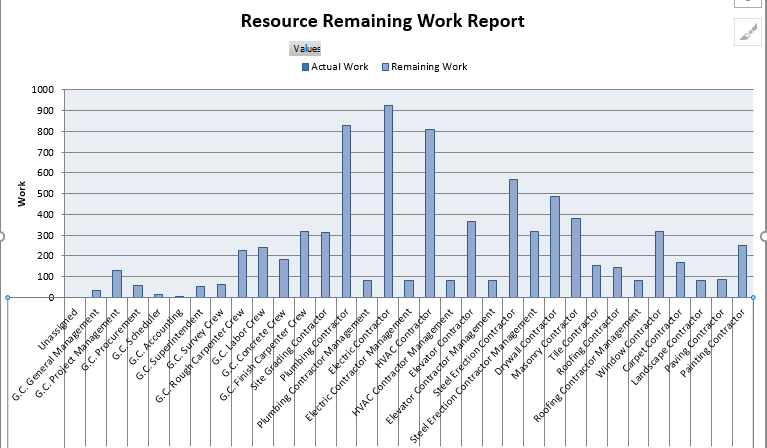 Resource Remaining Work Report
Values
Actual Work
Remaining Work
1000
900
800
700
600
500
400
300
200
100
0
Work
Unassigned
G.C. General Management
G.C. Project Management
G.C. Procurement
G.C. Scheduler
G.C. Accounting
G.C. Superintendent
G.C. Survey Crew
G.C. Rough Carpenter Crew
G.C. Labor Crew
G.C. Concrete Crew
G.C. Finish Carpenter Crew
Site Grading Contractor
Plumbing Contractor
Plumbing Contractor Management
Electric Contractor
Electric Contractor Management
HVAC Contractor
HVAC Contractor Management
Elevator Contractor
Elevator Contractor Management
Steel Erection Contractor
Steel Erection Contractor Management
Drywall Contractor
Masonry Contractor
Tile Contractor
Roofing Contractor
Roofing Contractor Management
Window Contractor
Carpet Contractor
Landscape Contractor
Paving Contractor
Painting Contractor